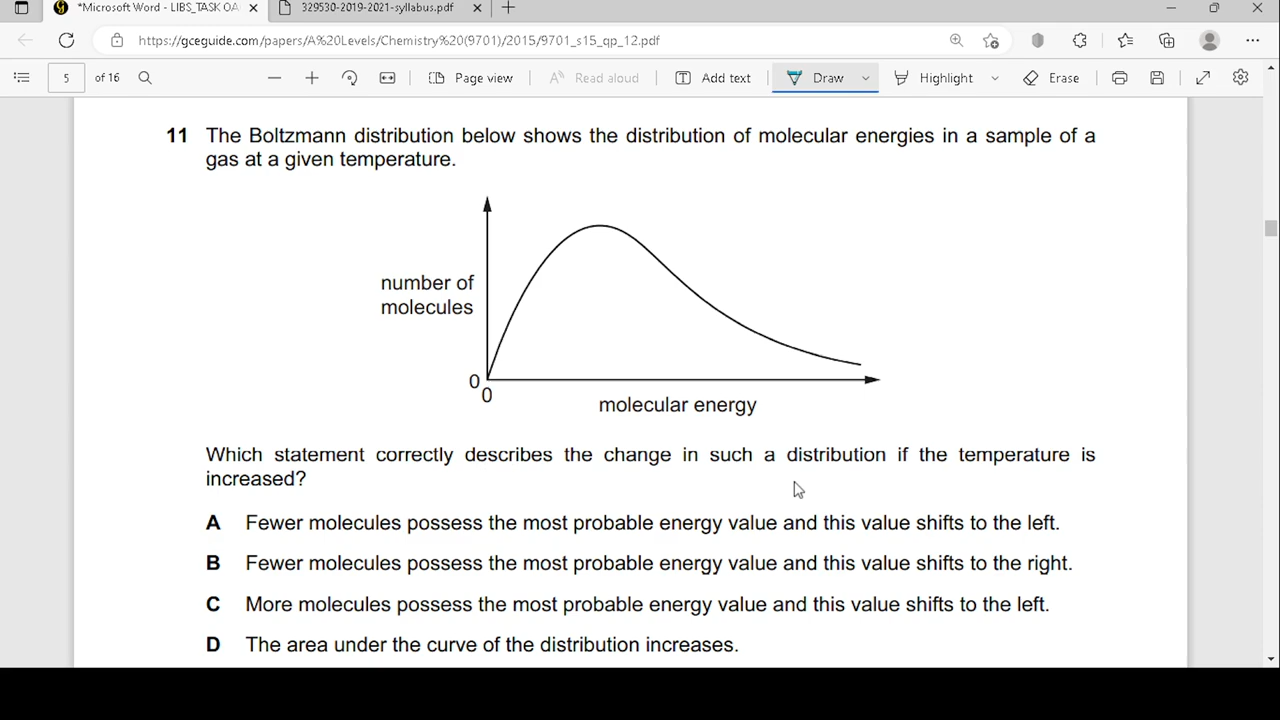 *Microsoft Word - LIBS_TASK OA
329530-2019-2021-syllabus.pdf
https://gceguide.com/papers/A%20Levels/Chemistry%20(9701)/2015/9701_s15_qp_12.pdf
5 of 16
Page view
Read aloud
Add text
Draw
Highlight
Erase
11 The Boltzmann distribution below shows the distribution of molecular energies in a sample of a
gas at a given temperature.
number of
molecules
0
0
molecular energy
Which statement correctly describes the change in such a distribution if the temperature is
increased?
A Fewer molecules possess the most probable energy value and this value shifts to the left.
B Fewer molecules possess the most probable energy value and this value shifts to the right.
C More molecules possess the most probable energy value and this value shifts to the left.
D The area under the curve of the distribution increases.